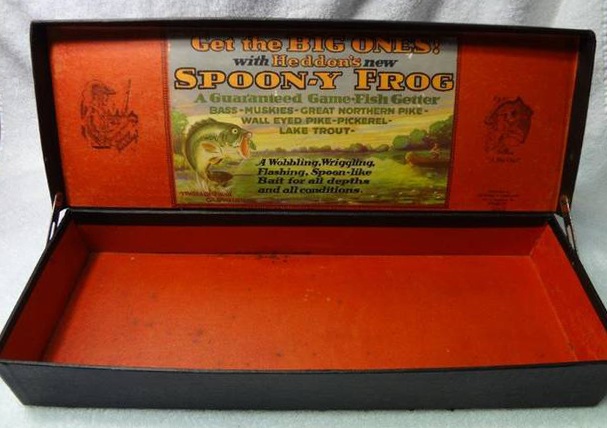 Get the BIG ONES!
with Heddon's new
SPOON-Y FROG
A Guaranteed Game-Fish Getter
BASS-MUSKIES-GREAT NORTHERN PIKE-
WALL EYED PIKE-PICKEREL-
LAKE TROUT-
A Wobbling, Wriggling,
Flashing, Spoon-like
Bait for all depths
and all conditions.